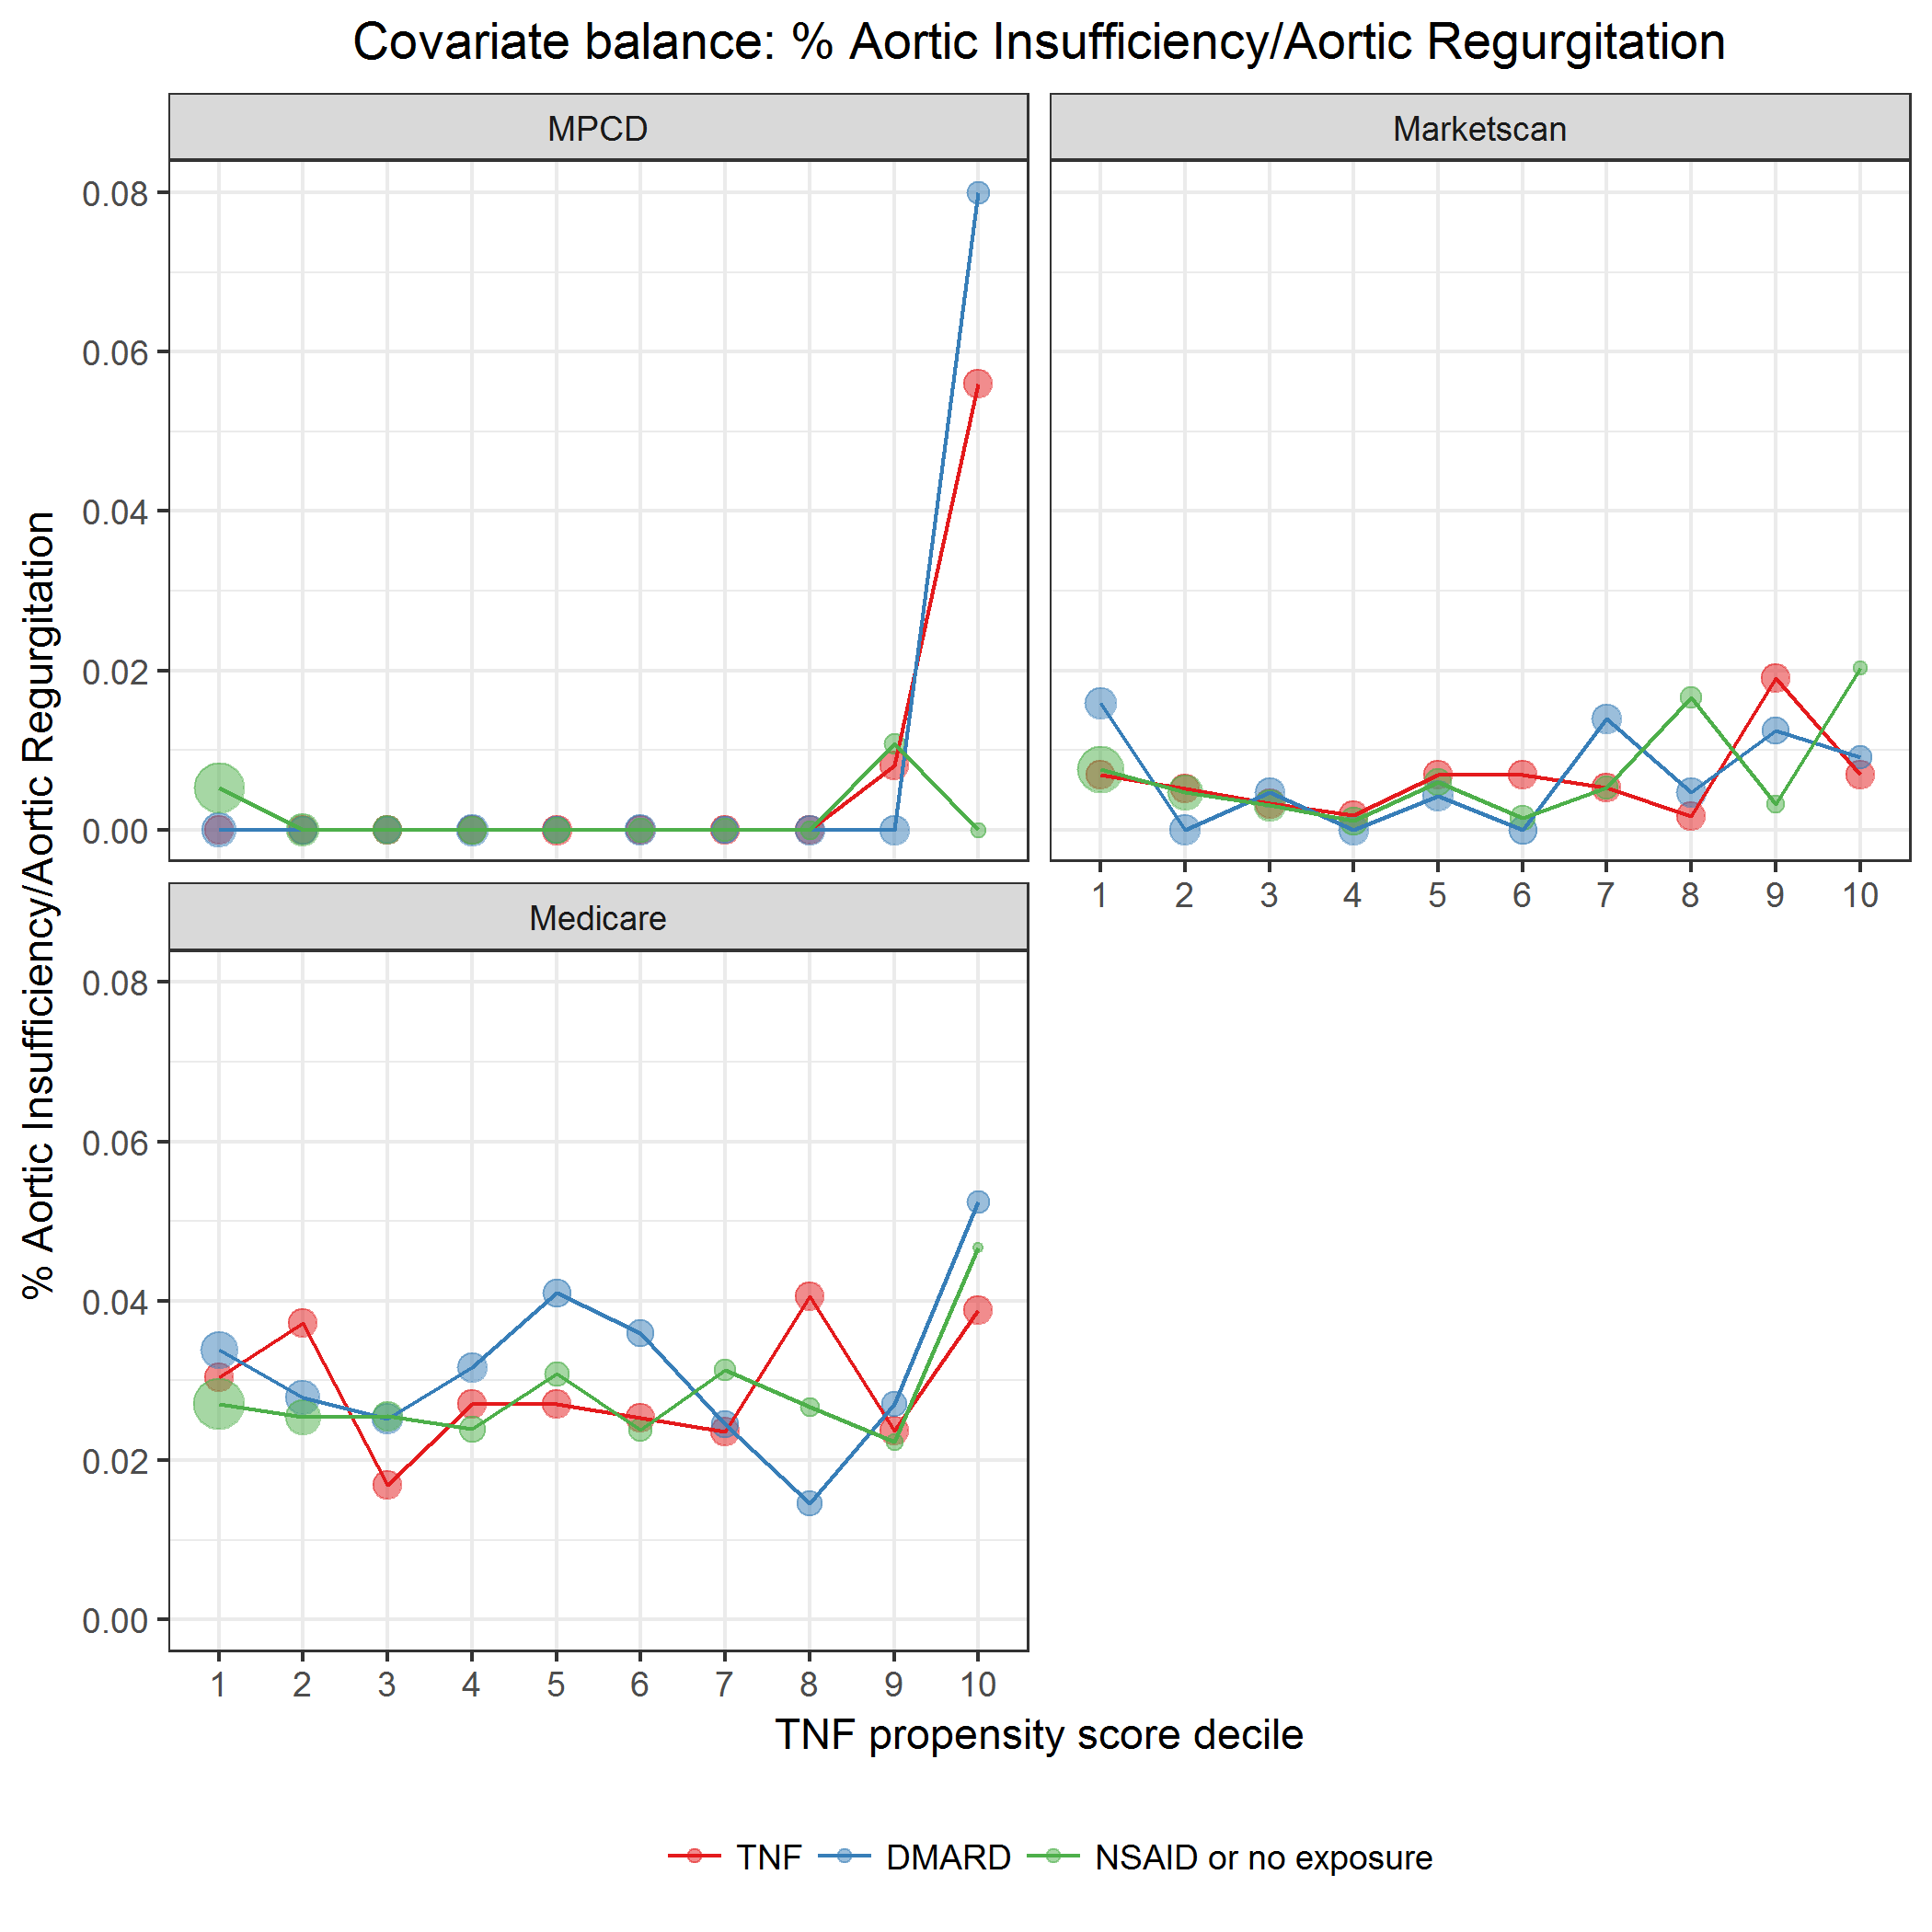 Covariate balance: % Aortic Insufficiency/Aortic Regurgitation
MPCD
Marketscan
0.08
0.06
0.04
0.02
0.00
1 2 3 4 5 6 7 8 9 10
Medicare
0.08
0.06
0.04
0.02
0.00
1 2 3 4 5 6 7 8 9 10
% Aortic Insufficiency/Aortic Regurgitation
TNF propensity score decile
TNF DMARD NSAID or no exposure